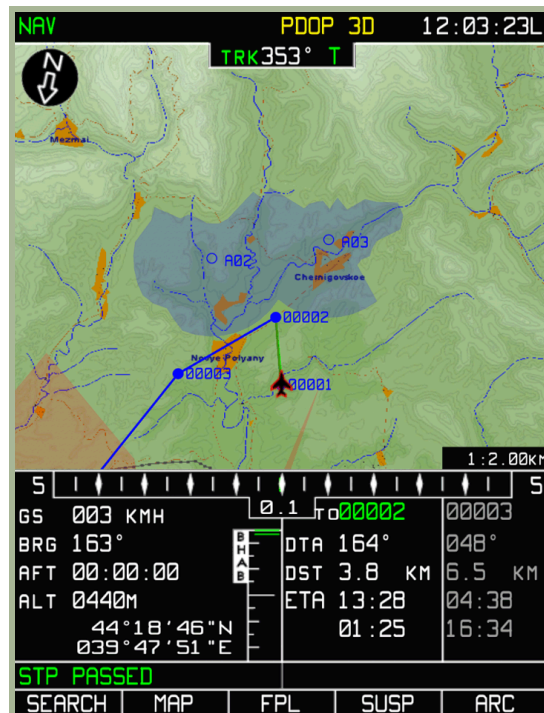 NAV PDOP 3D 12:03:23L
TRK353° T
N
Mezmai
A02 A03
Chernigovskoe
00002
Novye Polyany
00003 00001
1:2.00KM
5 5
0.1
GS 003 KMH TO00002 00003
BRG 163° DTA 164° 048°
AFT 00:00:00 DST 3.8 KM 6.5 KM
ALT 0440M ETA 13:28 04:38
44°18'46"N 01:25 16:34
039°47'51"E
B
H
A
B
STP PASSED
SEARCH MAP FPL SUSP ARC